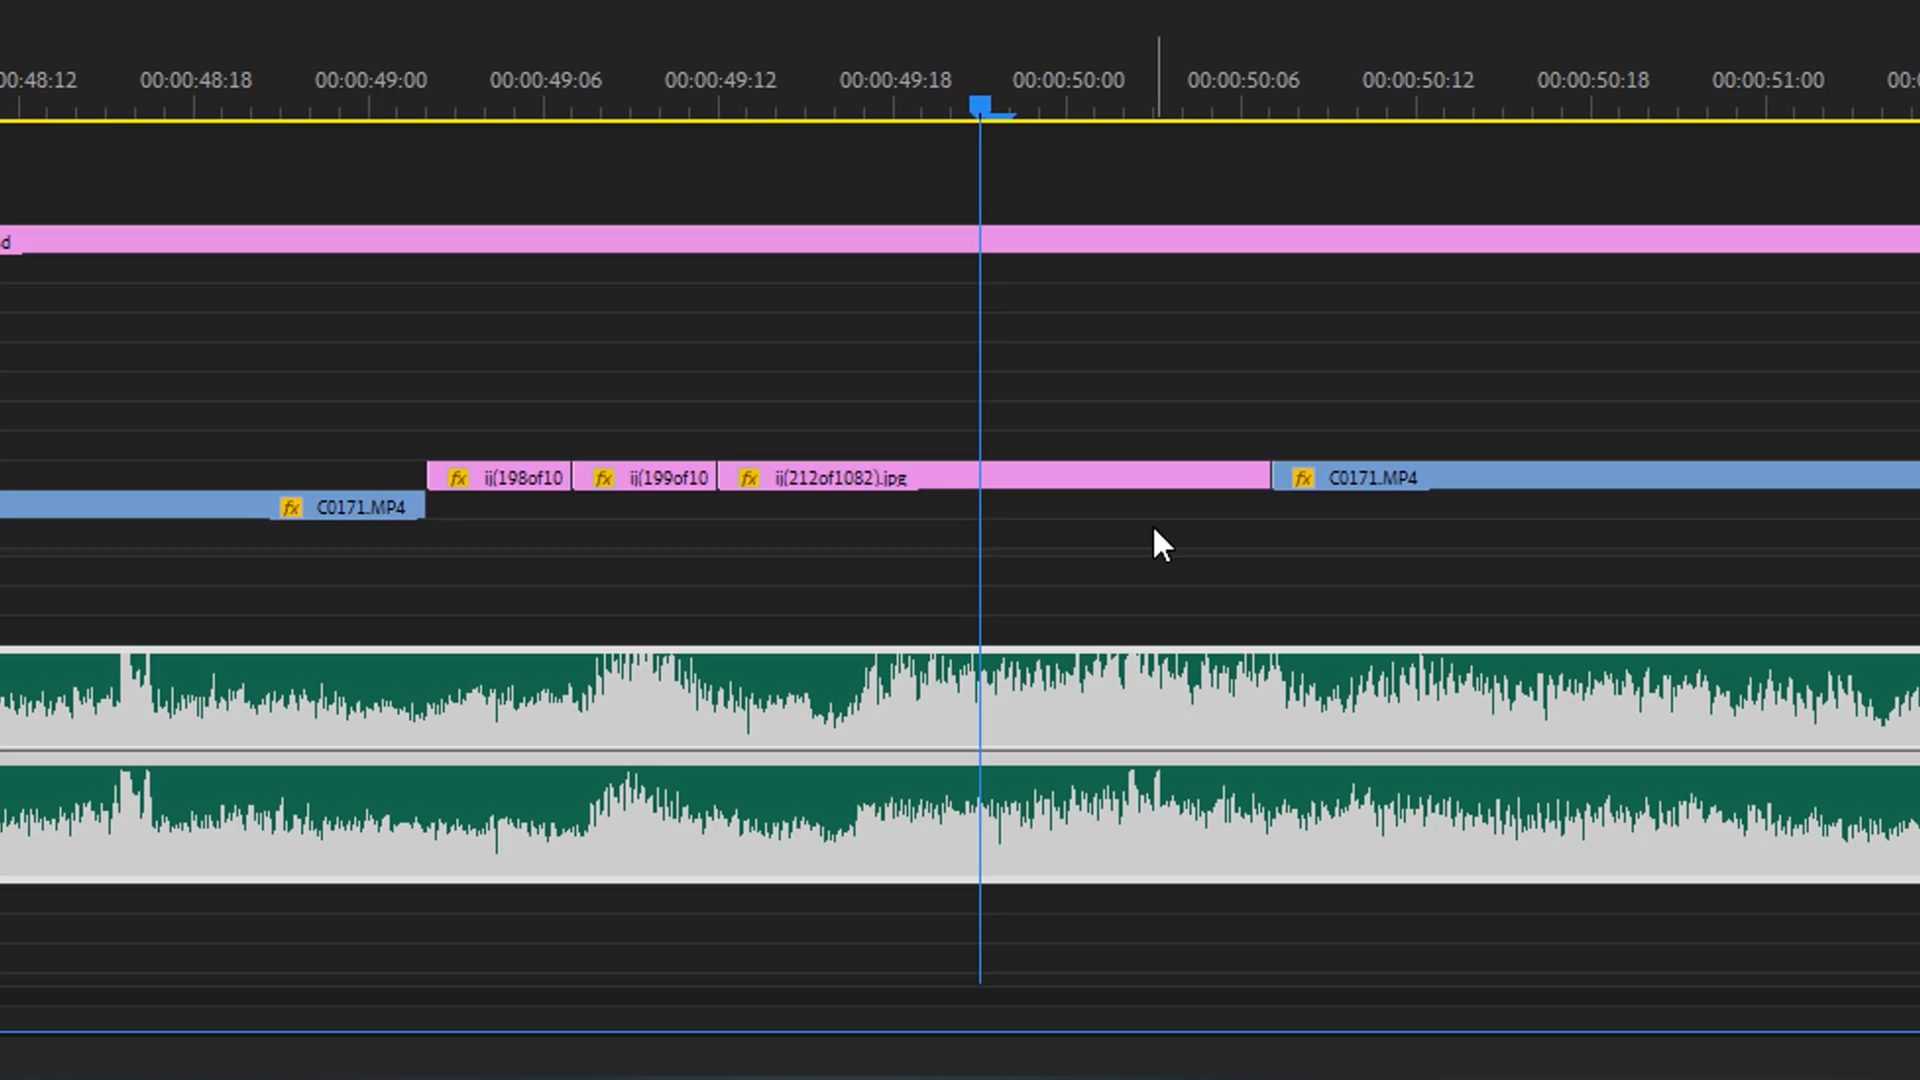 00:48:12 00:00:48:18 00:00:49:00 00:00:49:06 00:00:49:12 00:00:49:18 00:00:50:00 00:00:50:06 00:00:50:12 00:00:50:18 00:00:51:00 00:0
d
fx ij(198of10 fx ij(199of10 fx ij(212of1082).jpg fx C0171.MP4
fx C0171.MP4